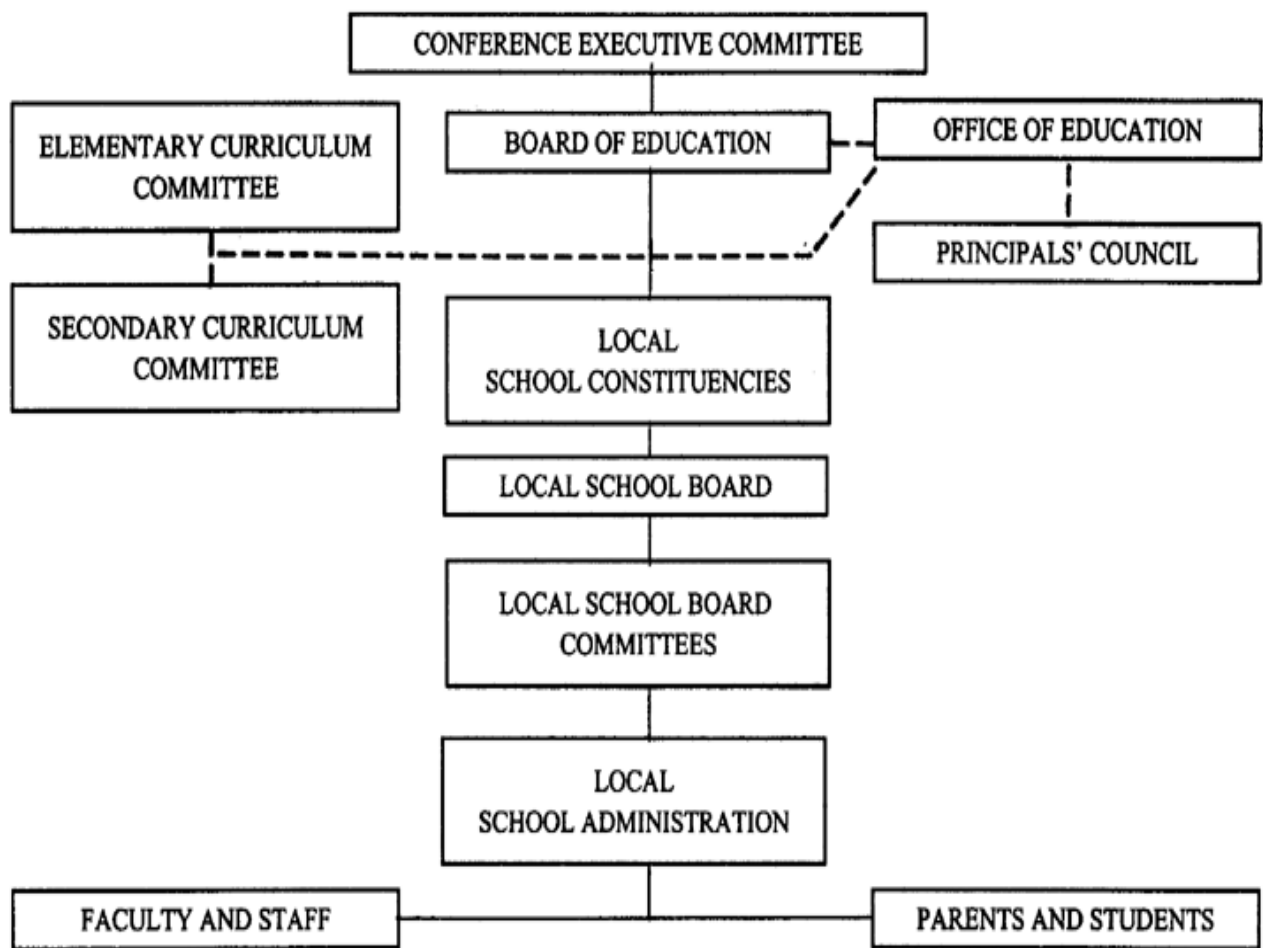 CONFERENCE EXECUTIVE COMMITTEE
ELEMENTARY CURRICULUM
COMMITTEE
BOARD OF EDUCATION
OFFICE OF EDUCATION
PRINCIPALS' COUNCIL
SECONDARY CURRICULUM
COMMITTEE
LOCAL
SCHOOL CONSTITUENCIES
LOCAL SCHOOL BOARD
LOCAL SCHOOL BOARD
COMMITTEES
LOCAL
SCHOOL ADMINISTRATION
FACULTY AND STAFF
PARENTS AND STUDENTS